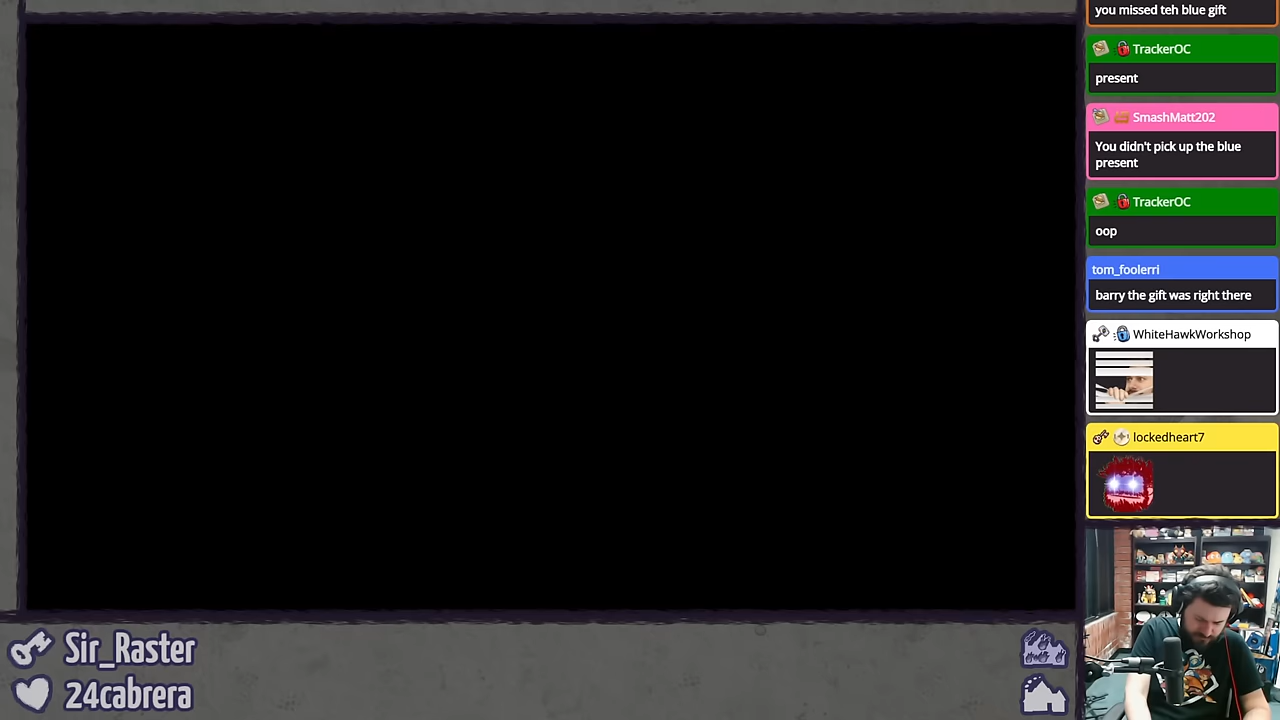 you missed teh blue gift
TrackerOC
present
SmashMatt202
You didn't pick up the blue
present
TrackerOC
oop
tom_foolerri
barry the gift was right there
WhiteHawkWorkshop
lockedheart7
Sir_Raster
24cabrera